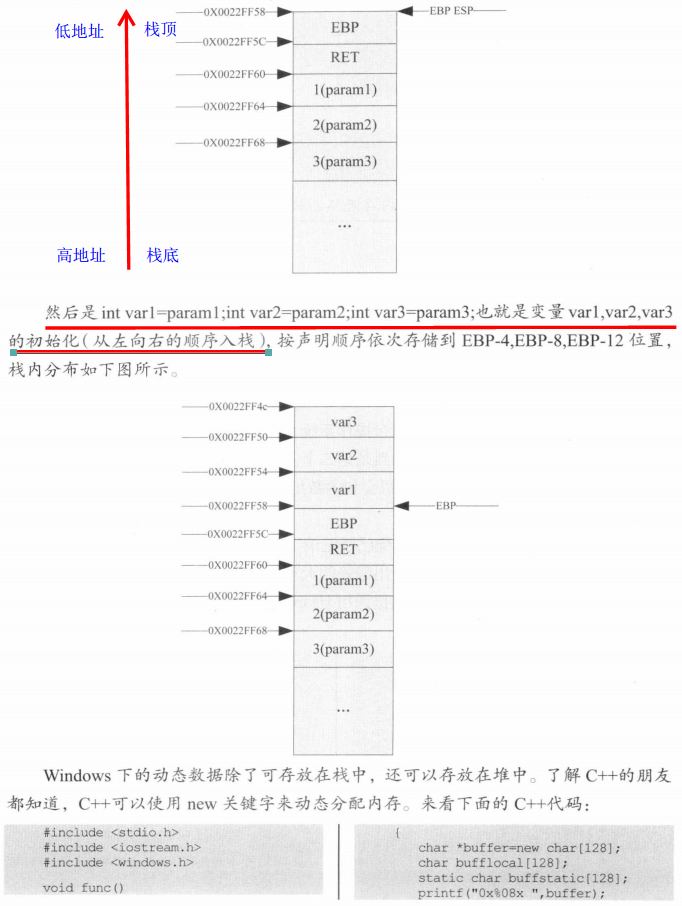 0X0022FF58
EBP ESP
低地址 栈顶
EBP
0X0022FF5C
RET
0X0022FF60
1(param1)
0X0022FF64
2(param2)
0X0022FF68
3(param3)
...
高地址 栈底
然后是 int var1=param1;int var2=param2;int var3=param3;也就是变量 var1,var2,var3
的初始化(从左向右的顺序入栈),按声明顺序依次存储到 EBP-4,EBP-8,EBP-12 位置,
栈内分布如下图所示。
0X0022FF4c
var3
0X0022FF50
var2
0X0022FF54
var1
0X0022FF58
EBP
EBP
0X0022FF5C
RET
0X0022FF60
1(param1)
0X0022FF64
2(param2)
0X0022FF68
3(param3)
...
Windows 下的动态数据除了可存放在栈中，还可以存放在堆中。了解 C++的朋友
都知道，C++可以使用 new 关键字来动态分配内存。来看下面的 C++代码：
#include <stdio.h>
#include <iostream.h>
#include <windows.h>
void func()
{
char *buffer=new char[128];
char bufflocal[128];
static char buffstatic[128];
printf("0x%08x ",buffer);